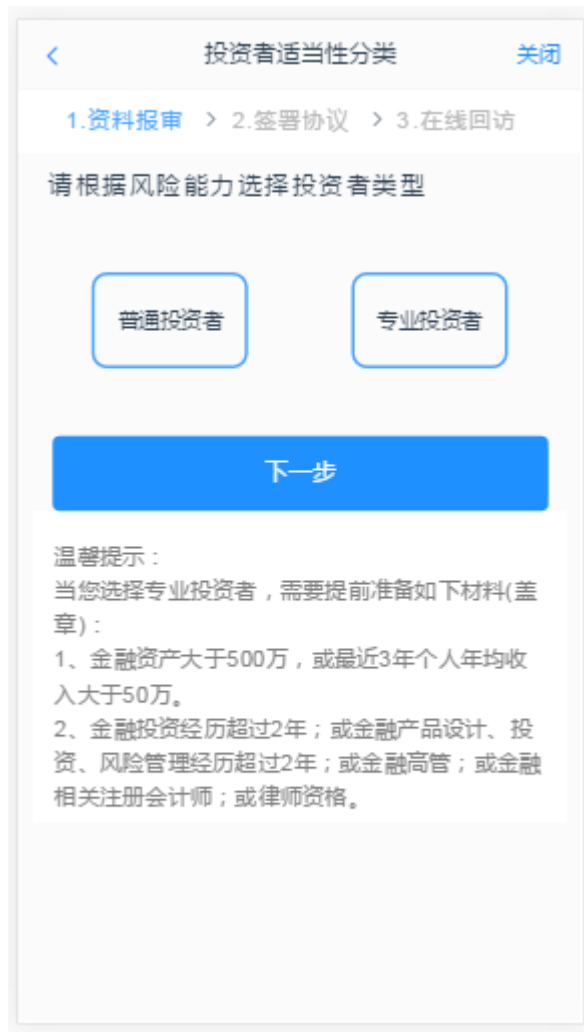 < 投资者适当性分类 关闭
1.资料报审 > 2.签署协议 > 3.在线回访
请根据风险能力选择投资者类型
普通投资者 专业投资者
下一步
温馨提示：
当您选择专业投资者，需要提前准备如下材料(盖
章)：
1、金融资产大于500万，或最近3年个人年均收
入大于50万。
2、金融投资经历超过2年；或金融产品设计、投
资、风险管理经历超过2年；或金融高管；或金融
相关注册会计师；或律师资格。